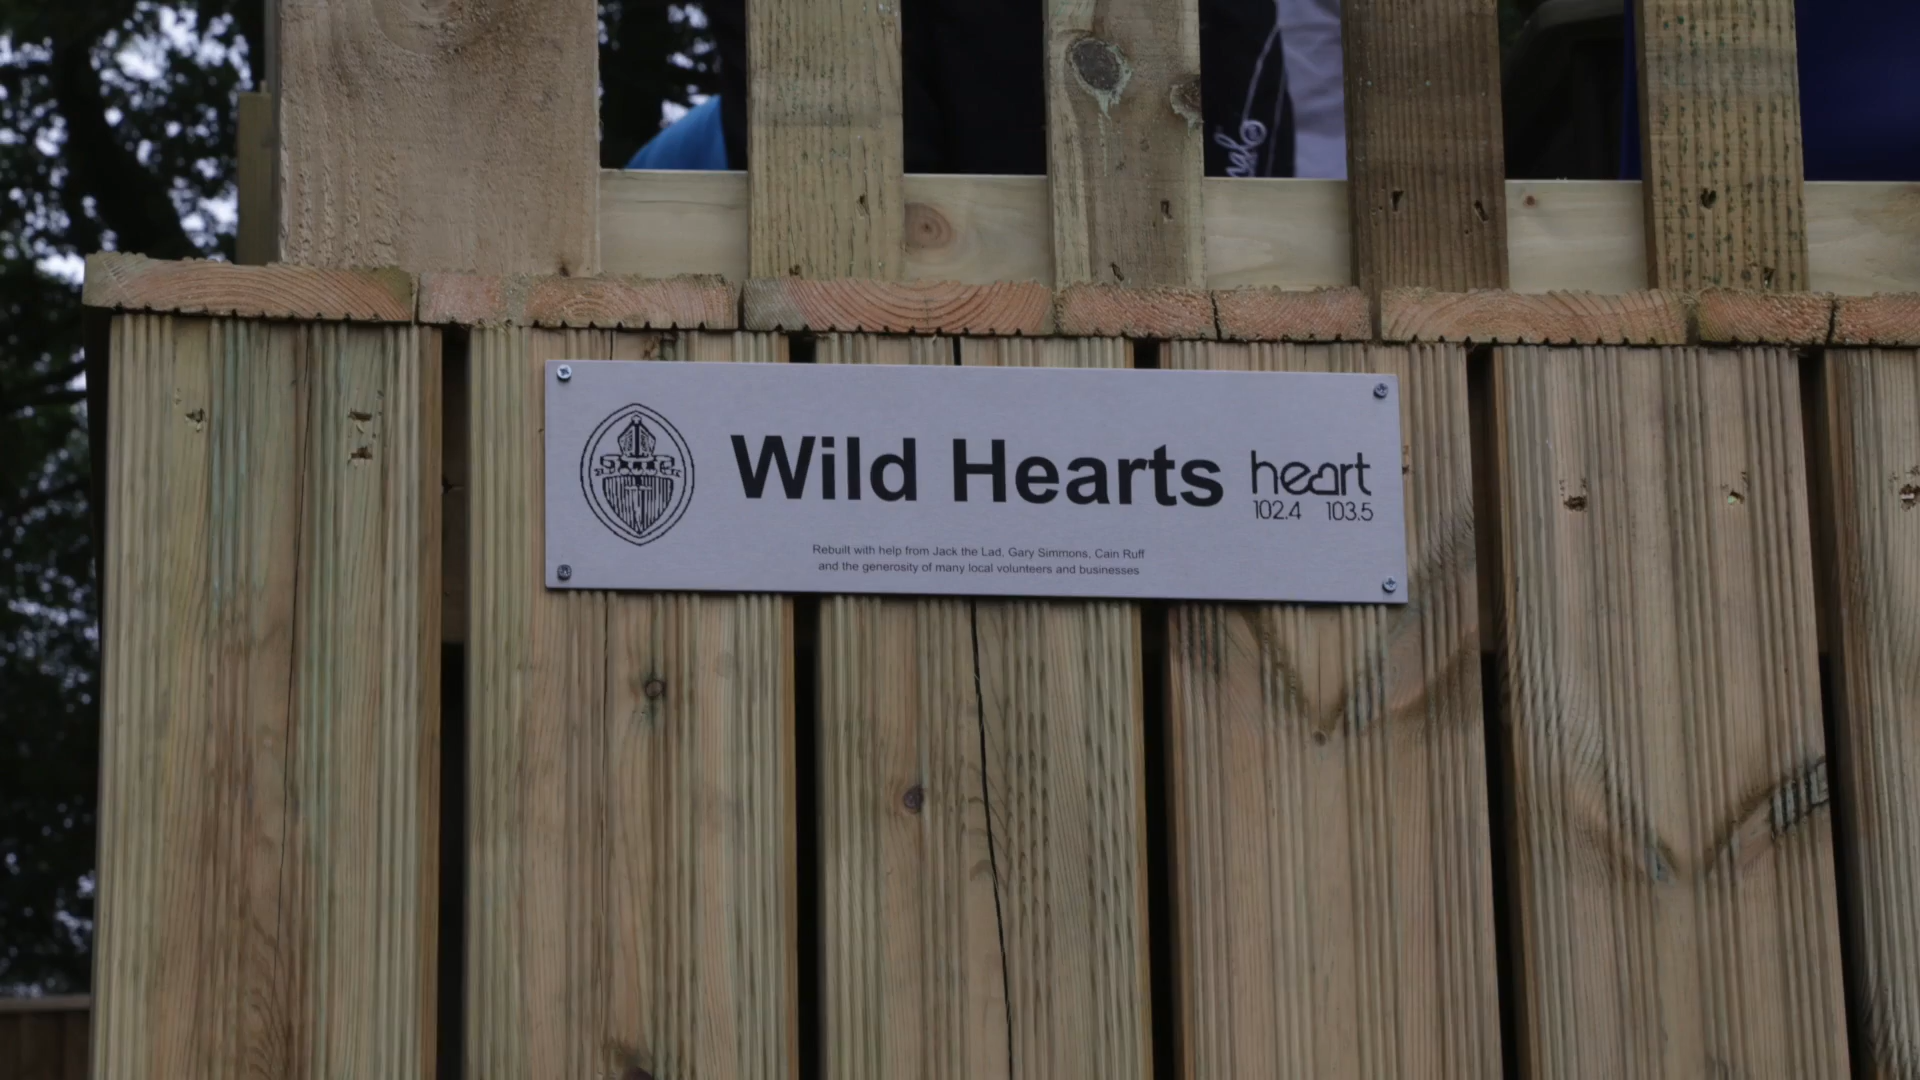 Wild Hearts
heart
102.4 103.5
Rebuilt with help from Jack the Lad, Gary Simmons, Cain Ruff
and the generosity of many local volunteers and businesses